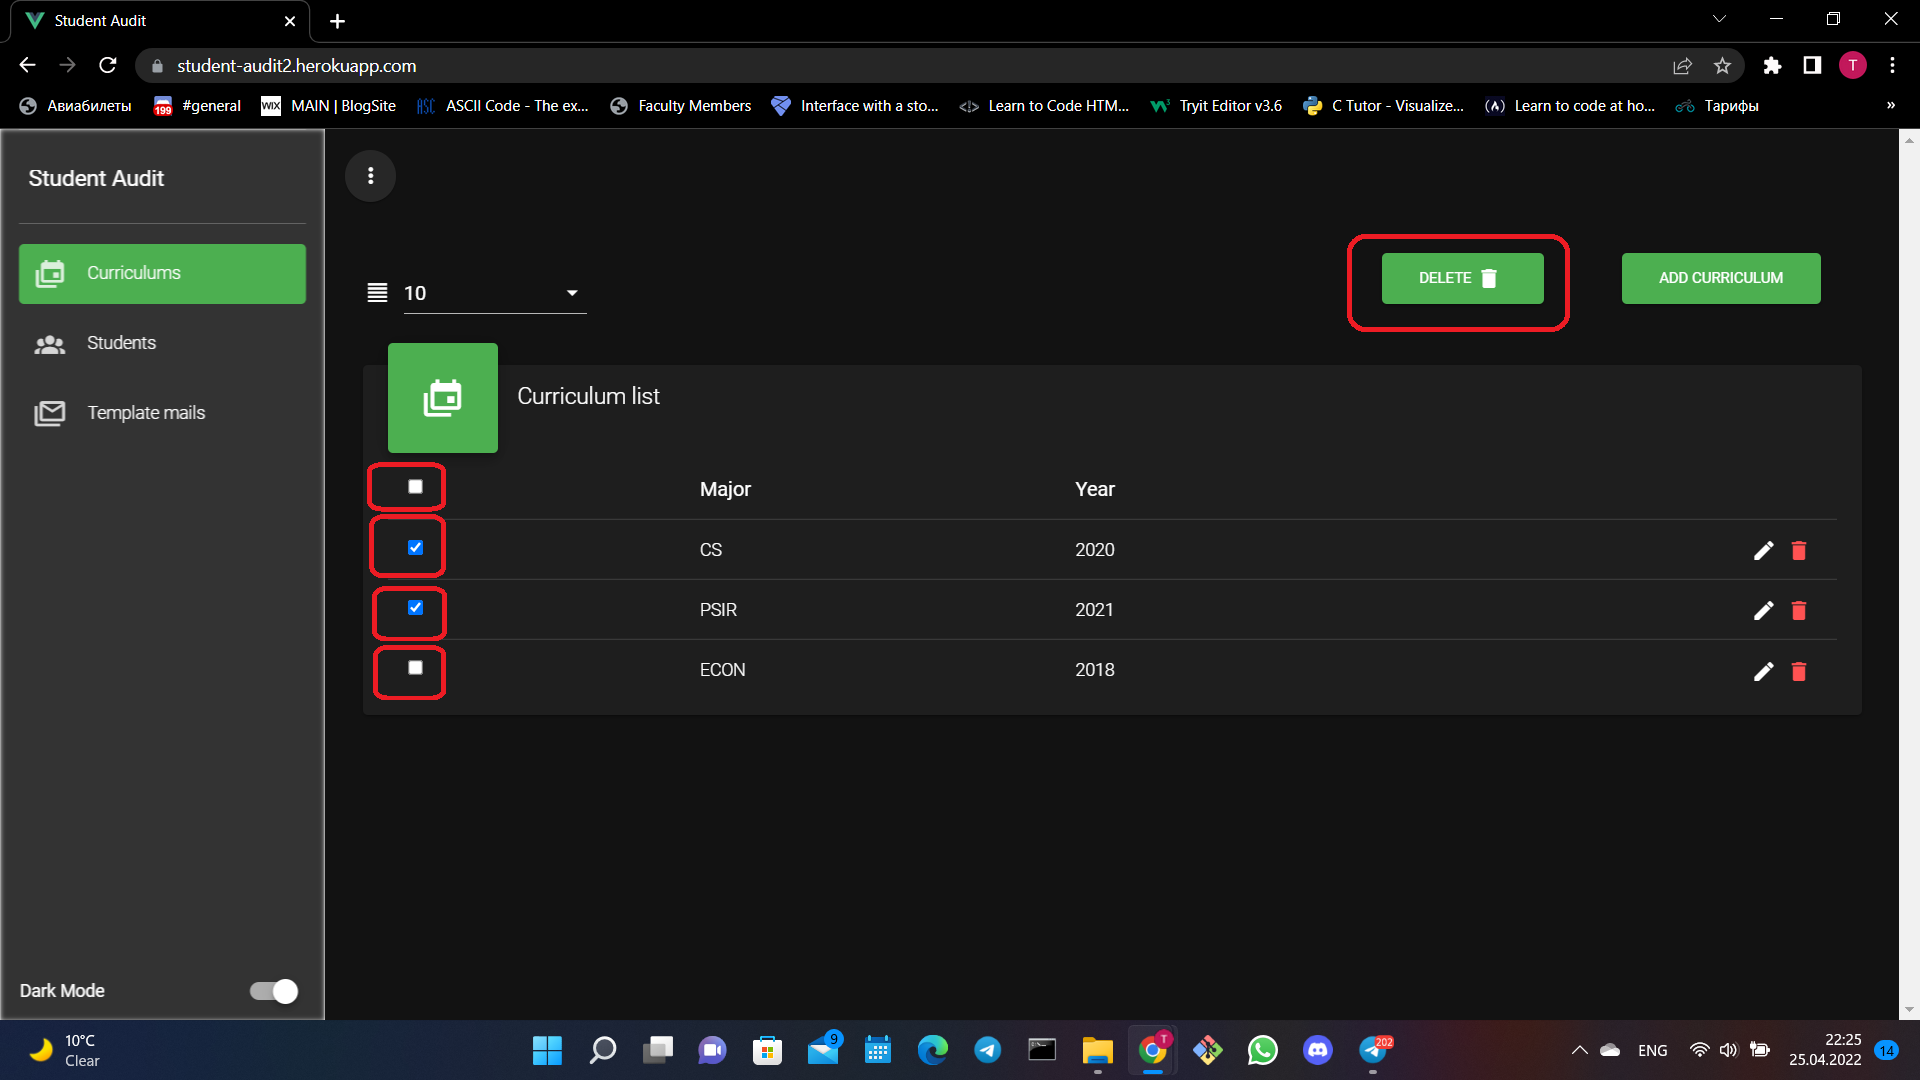 Student Audit
student-audit2.herokuapp.com
T
Авиабилеты
199
#general
WIX
MAIN | BlogSite
ASC
ASCII Code - The ex...
Faculty Members
Interface with a sto...
Learn to Code HTM...
Tryit Editor v3.6
C Tutor - Visualize...
Learn to code at ho...
Тарифы
»
Student Audit
Curriculums
Students
Template mails
Dark Mode
10
DELETE
ADD CURRICULUM
Curriculum list
Major Year
CS 2020
PSIR 2021
ECON 2018
10°C
Clear
9
T
202
ENG
22:25
25.04.2022
14